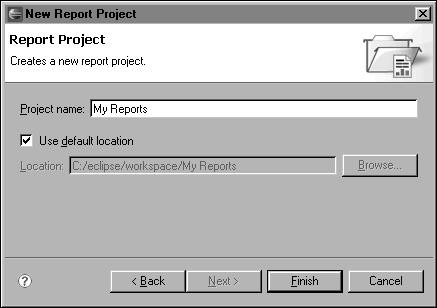 New Report Project
Report Project
Creates a new report project.
Project name: My Reports
Use default location
Location: C:/eclipse/workspace/My Reports Browse...
? < Back Next > Finish Cancel